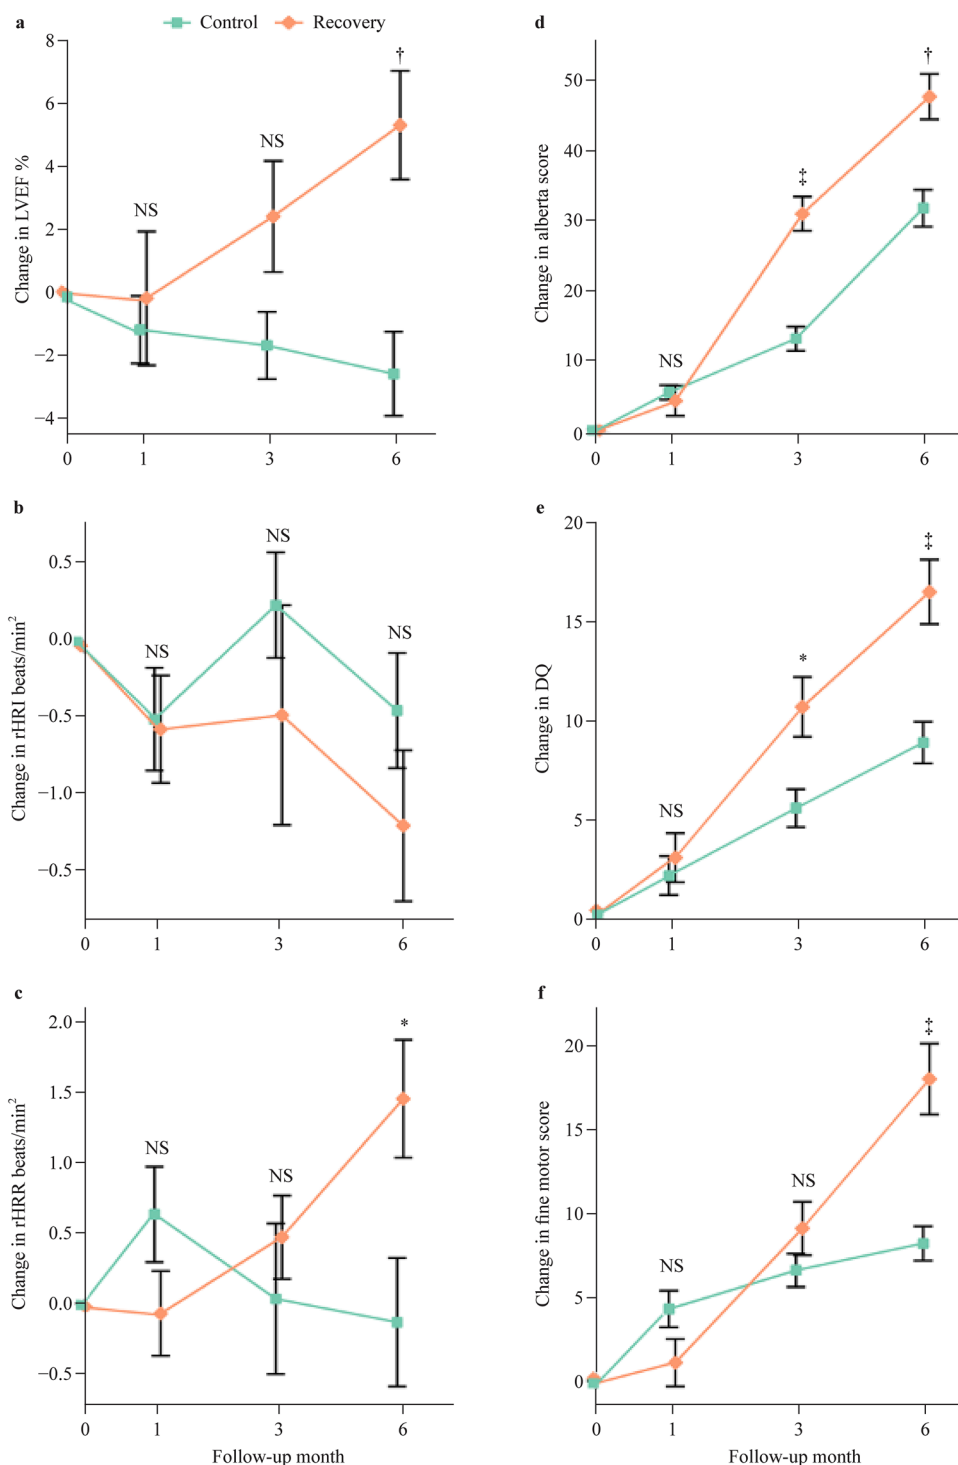 a
Control
Recovery
8
6
4
2
0
−2
−4
Change in LVEF %
NS
NS
†
0
1
3
6
d
50
40
30
20
10
0
Change in alberta score
NS
‡
†
0
1
3
6
b
0.5
0.0
−0.5
−1.0
−0.5
Change in rHRI beats/min²
NS
NS
NS
0
1
3
6
e
20
15
10
5
0
Change in DQ
NS
*
‡
0
1
3
6
c
2.0
1.5
1.0
0.5
0.0
−0.5
Change in rHRR beats/min²
NS
NS
*
0
1
3
6
Follow-up month
f
20
15
10
5
0
Change in fine motor score
NS
NS
‡
0
1
3
6
Follow-up month